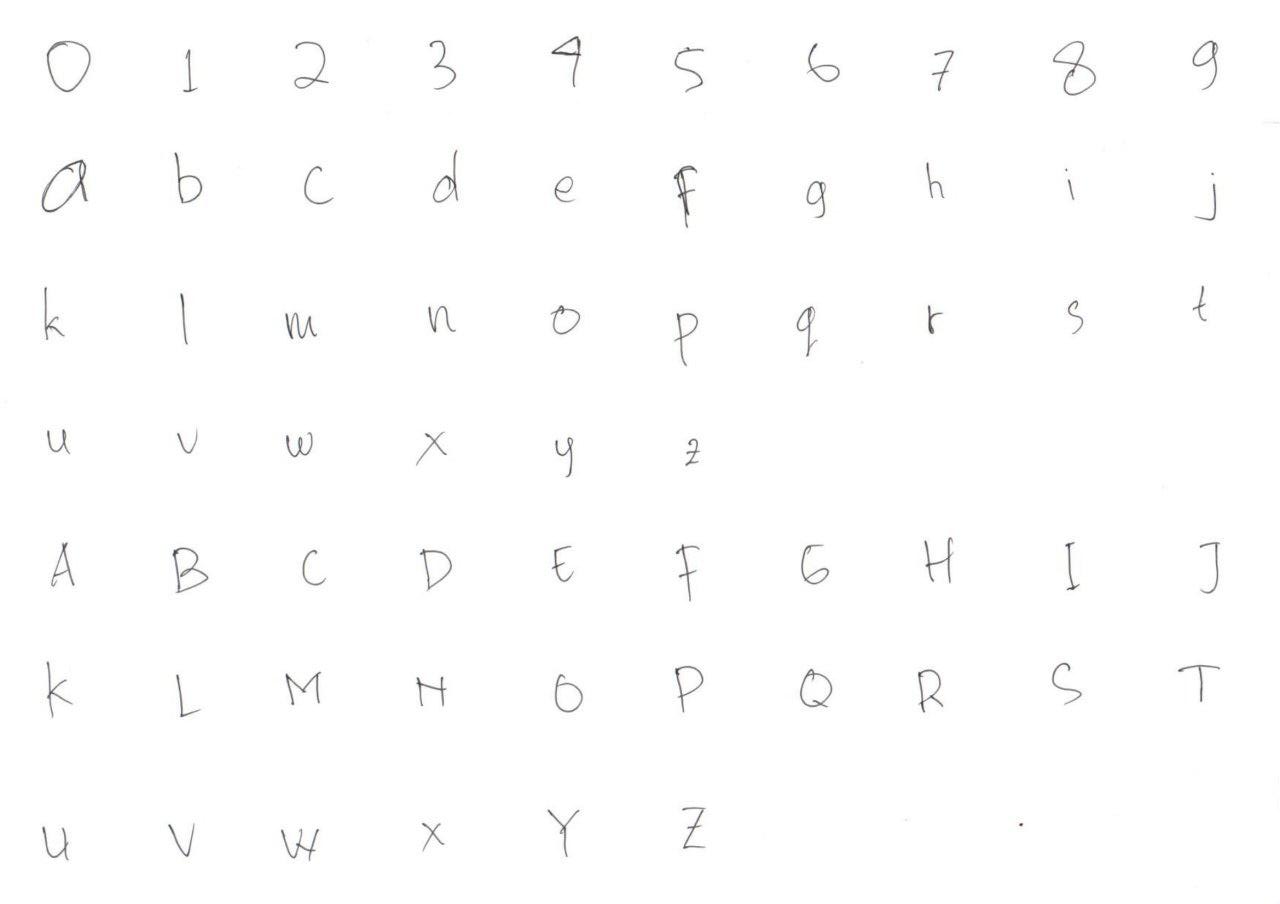 0 1 2 3 4 5 6 7 8 9
a b c d e f g h i j
k l m n o p q r s t
u v w x y z
A B C D E F G H I J
K L M N O P Q R S T
U V W X Y Z